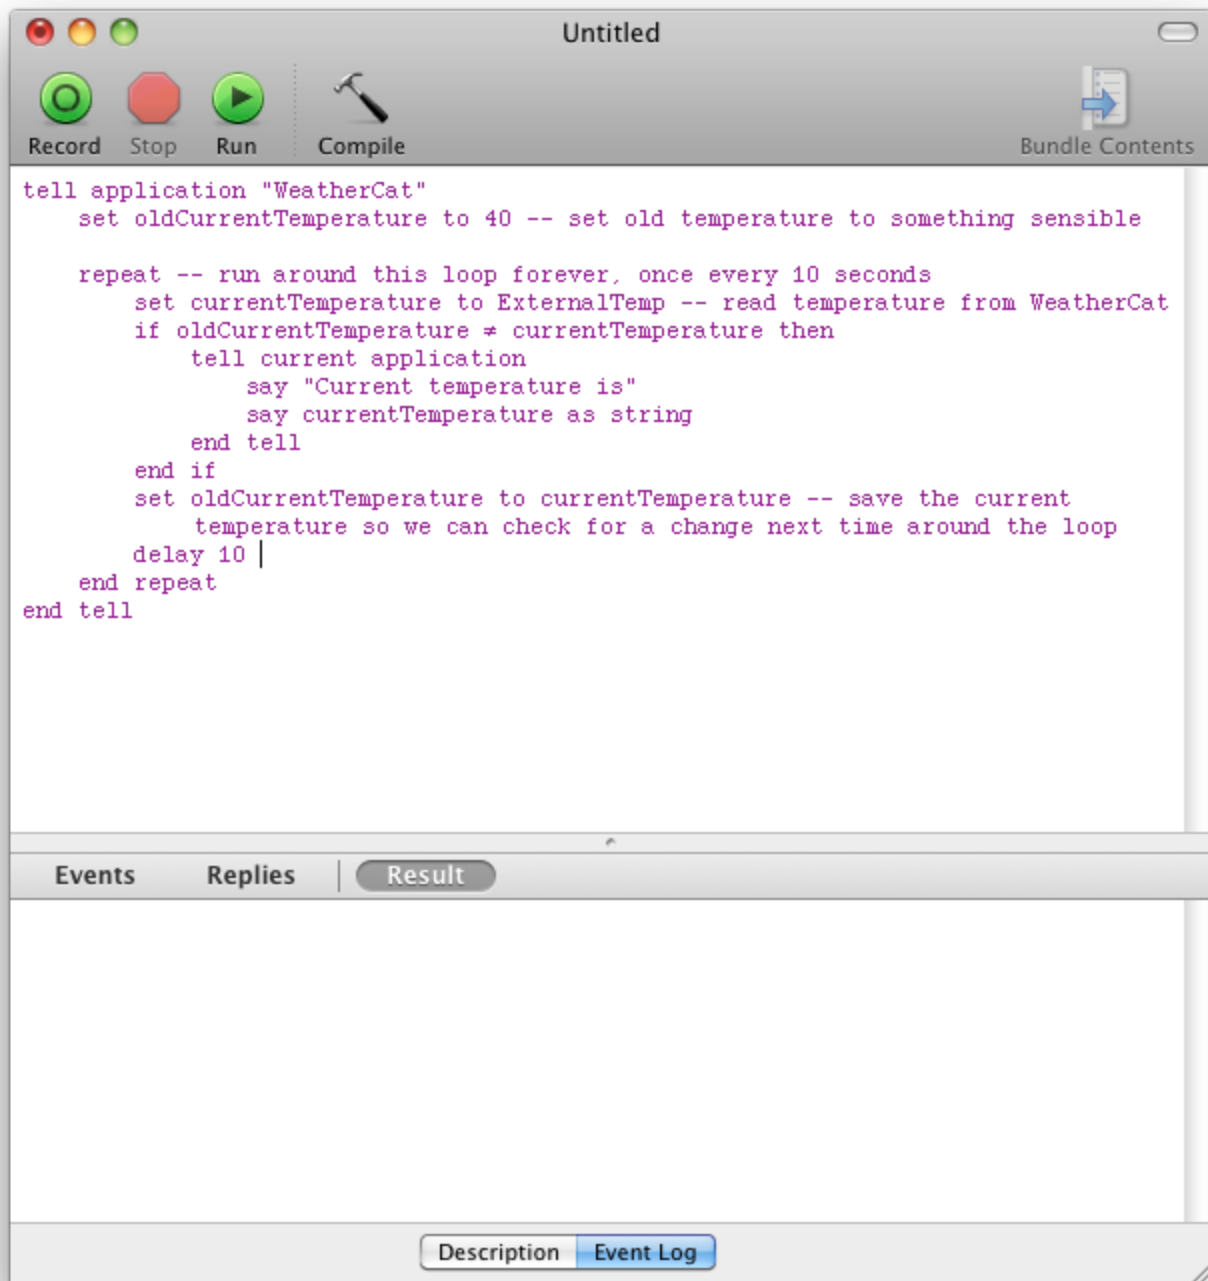 Untitled
Record Stop Run Compile Bundle Contents
tell application "WeatherCat"
set oldCurrentTemperature to 40 -- set old temperature to something sensible
repeat -- run around this loop forever, once every 10 seconds
set currentTemperature to ExternalTemp -- read temperature from WeatherCat
if oldCurrentTemperature ≠ currentTemperature then
tell current application
say "Current temperature is"
say currentTemperature as string
end tell
end if
set oldCurrentTemperature to currentTemperature -- save the current
temperature so we can check for a change next time around the loop
delay 10
end repeat
end tell
Events Replies Result
Description Event Log